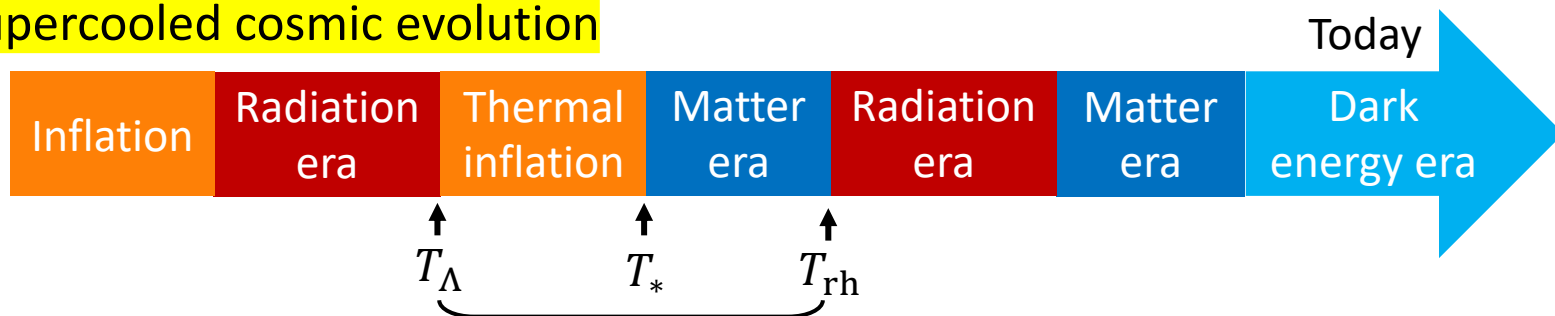 upercooled cosmic evolution
Today
Inflation
Radiation
era
Thermal
inflation
Matter
era
Radiation
era
Matter
era
Dark
energy era
T_Λ
T_*
T_rh